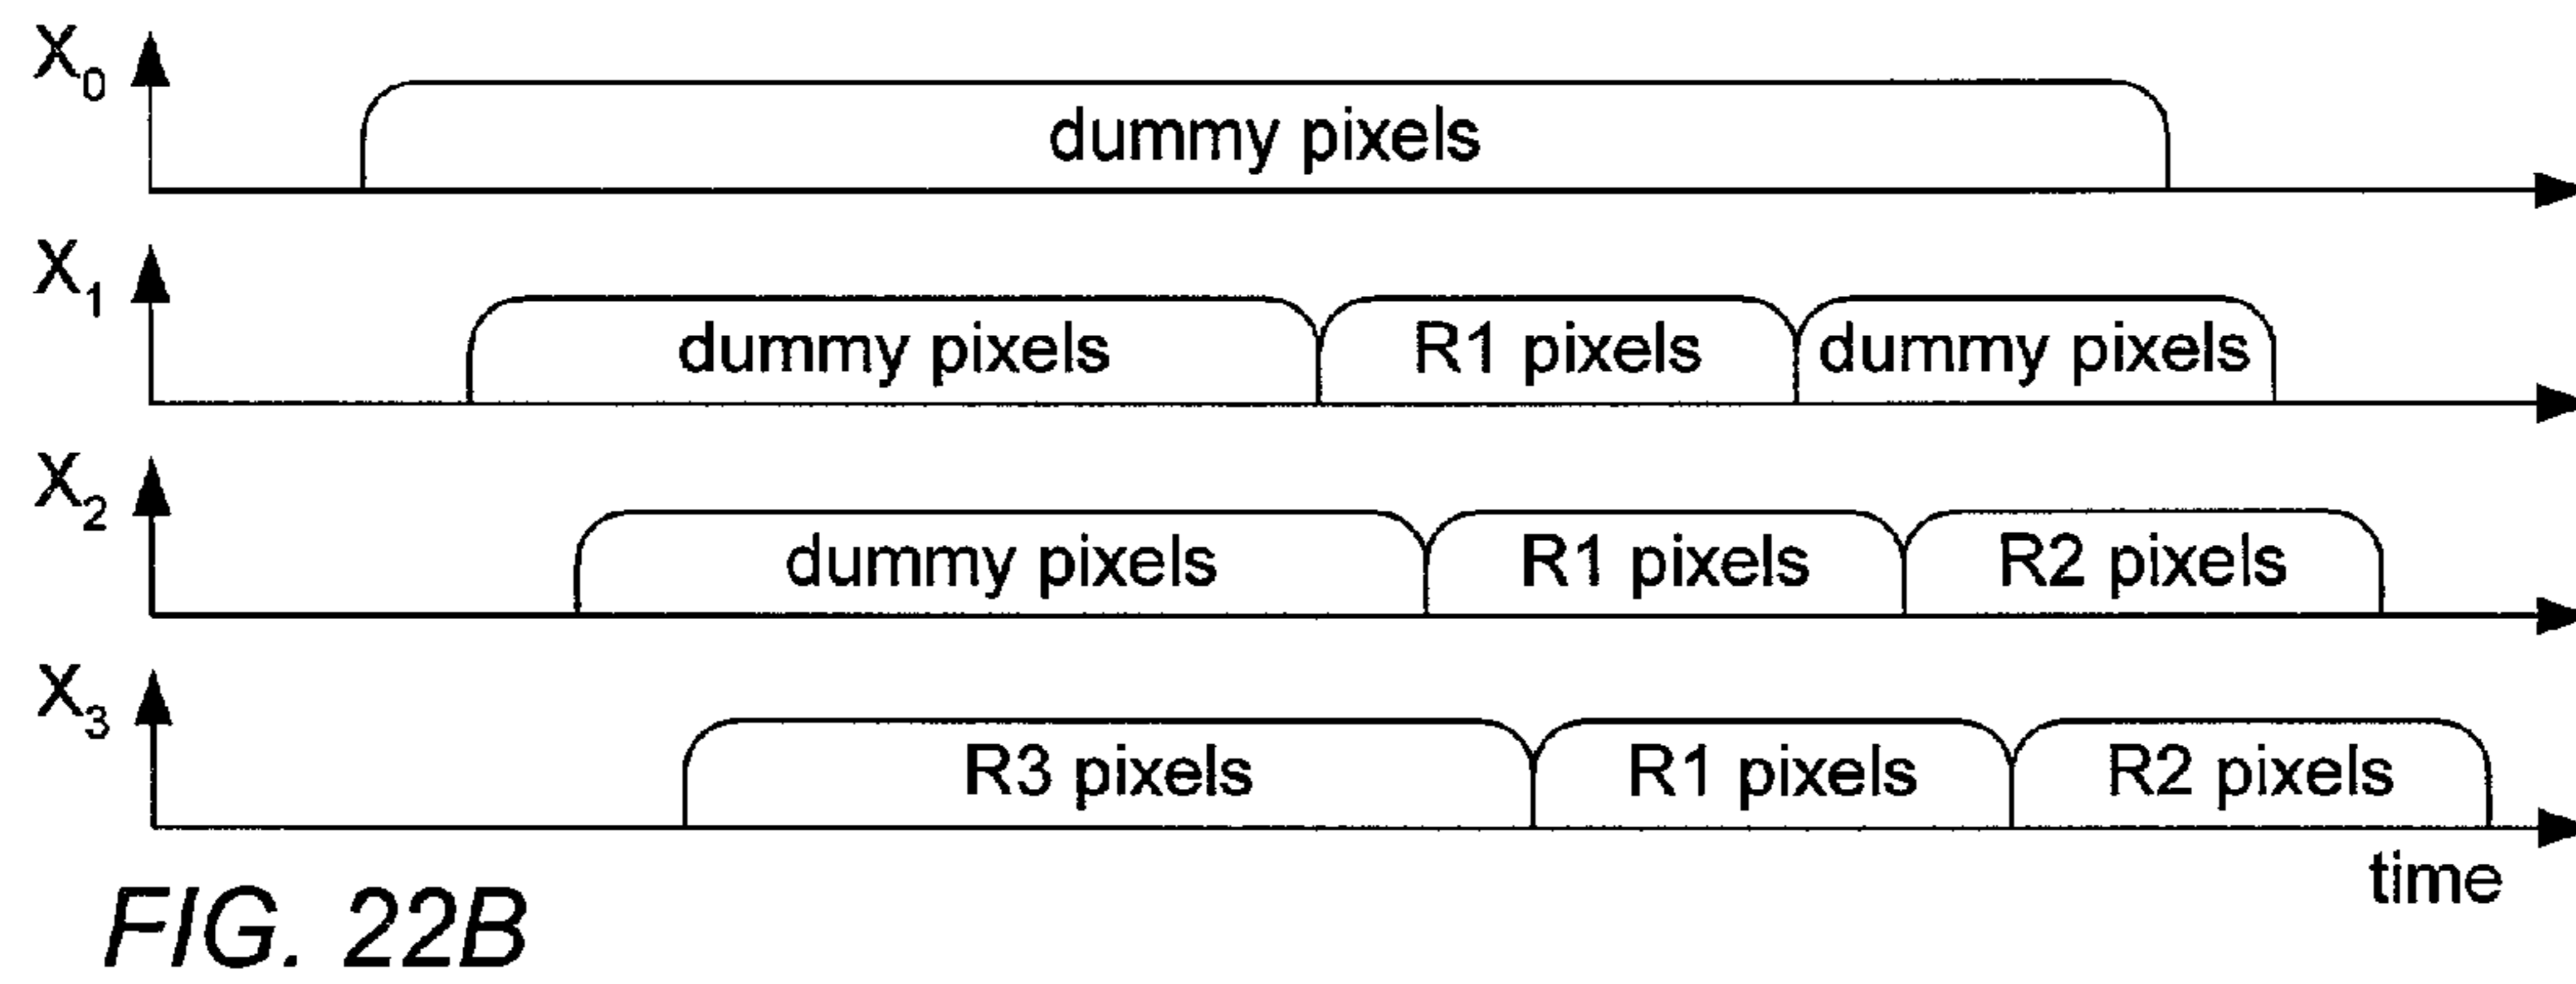 X₀
dummy pixels
X₁
dummy pixels R1 pixels dummy pixels
X₂
dummy pixels R1 pixels R2 pixels
X₃
R3 pixels R1 pixels R2 pixels
time
FIG. 22B